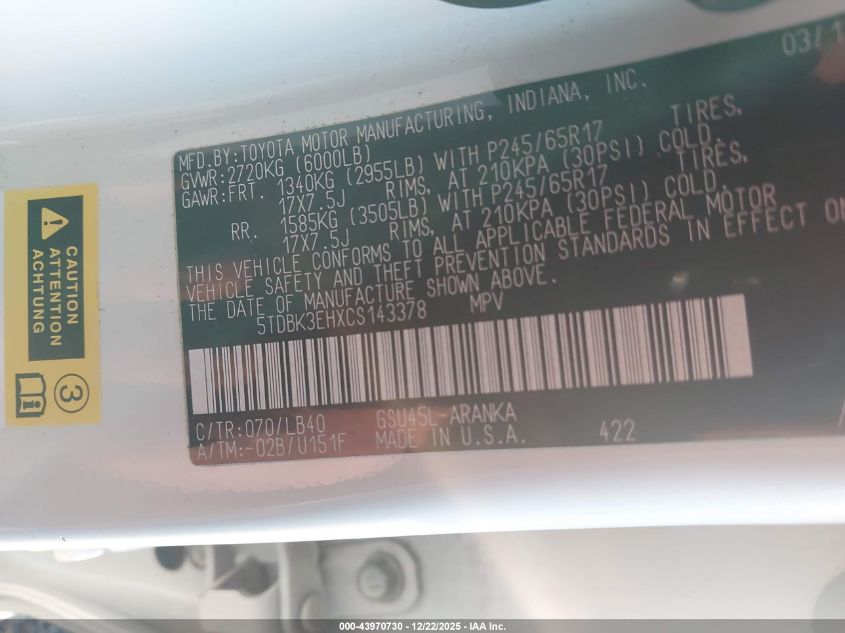 03/1
MFD.BY:TOYOTA MOTOR MANUFACTURING, INDIANA, INC.
GVWR:2720KG (6000LB)
GAWR:FRT. 1340KG (2955LB) WITH P245/65R17 TIRES,
17X7.5J RIMS, AT 210KPA (30PSI) COLD,
RR. 1585KG (3505LB) WITH P245/65R17 TIRES,
17X7.5J RIMS, AT 210KPA (30PSI) COLD,
THIS VEHICLE CONFORMS TO ALL APPLICABLE FEDERAL MOTOR
VEHICLE SAFETY AND THEFT PREVENTION STANDARDS IN EFFECT ON
THE DATE OF MANUFACTURE SHOWN ABOVE.
5TDBK3EHXCS143378 MPV
C/TR:070/LB40 GSU45L-ARANKA
A/TM:-02B/U151F MADE IN U.S.A. 422
CAUTION
ATTENTION
ACHTUNG
3
000-43970730 - 12/22/2025 - IAA Inc.